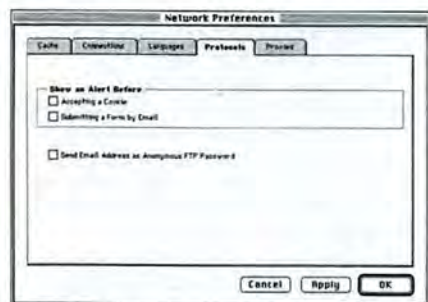 Network Preferences
Cache Connections Languages Protocols Proxies
Show an Alert Before
Accepting a Cookie
Submitting a Form by Email
Send Email Address as Anonymous FTP Password
Cancel Apply OK